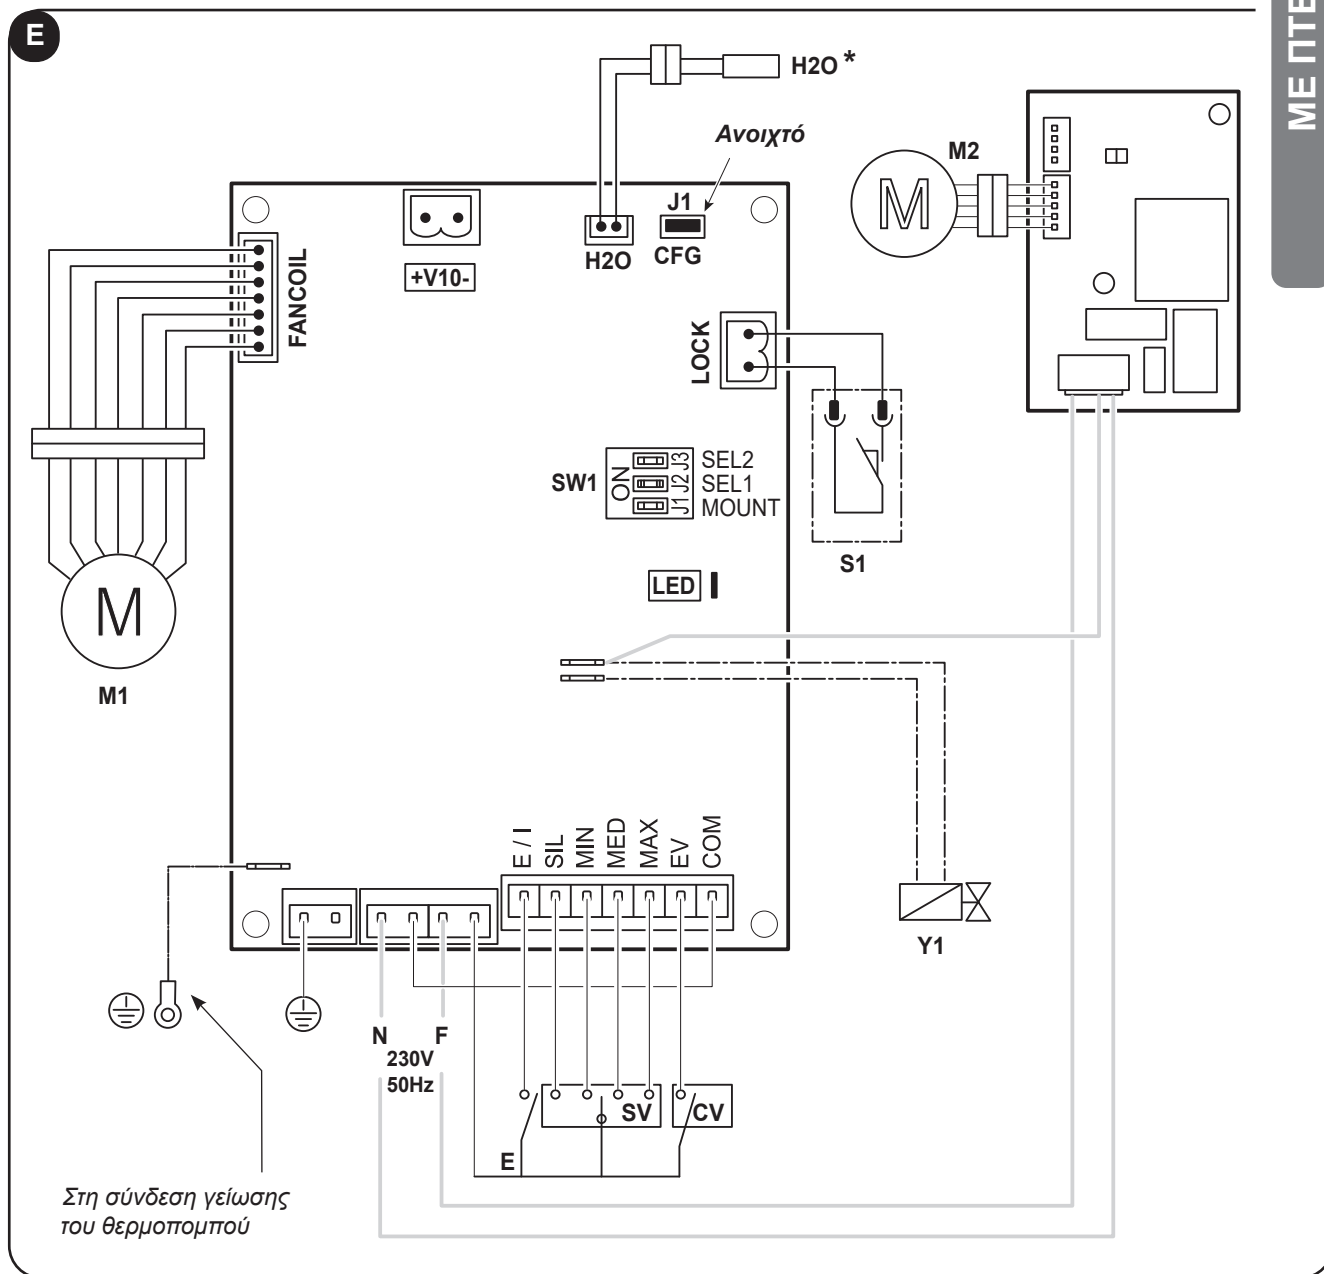 E
ΜΕ ΠΤΕ
H2O *
Ανοιχτό
M2
M
J1
H2O
CFG
+V10-
FANCOIL
LOCK
SW1
ON
J3
SEL2
J2
SEL1
J1
MOUNT
S1
LED
M
M1
E / I
SIL
MIN
MED
MAX
EV
COM
Y1
N
F
230V
50Hz
SV
CV
E
Στη σύνδεση γείωσης
του θερμοπομπού